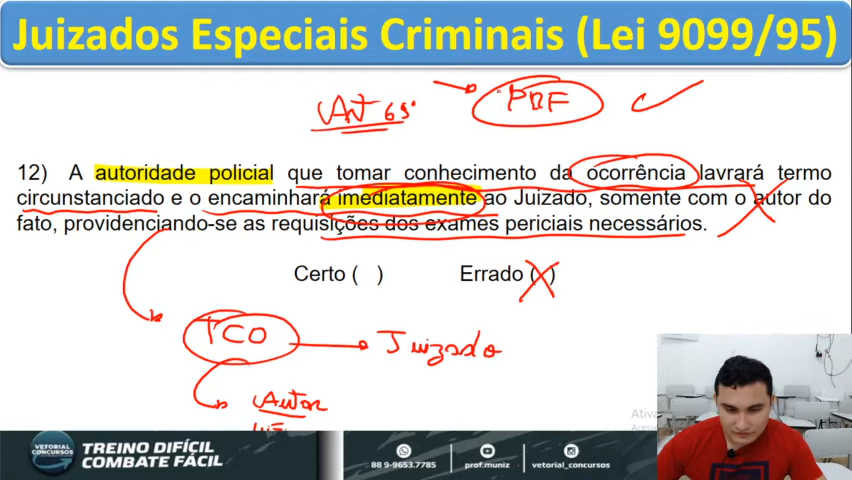 Juizados Especiais Criminais (Lei 9099/95)
Art 69
PRF
12) A autoridade policial que tomar conhecimento da ocorrência lavrará termo
circunstanciado e o encaminhará imediatamente ao Juizado, somente com o autor do
fato, providenciando-se as requisições dos exames periciais necessários.
Certo ( ) Errado ( )
TCO
Juizado
Autor
Ativa
Acesse
VETORIAL
CONCURSOS
TREINO DIFÍCIL
COMBATE FÁCIL
88 9-9653.7785
prof.muniz
vetorial_concursos